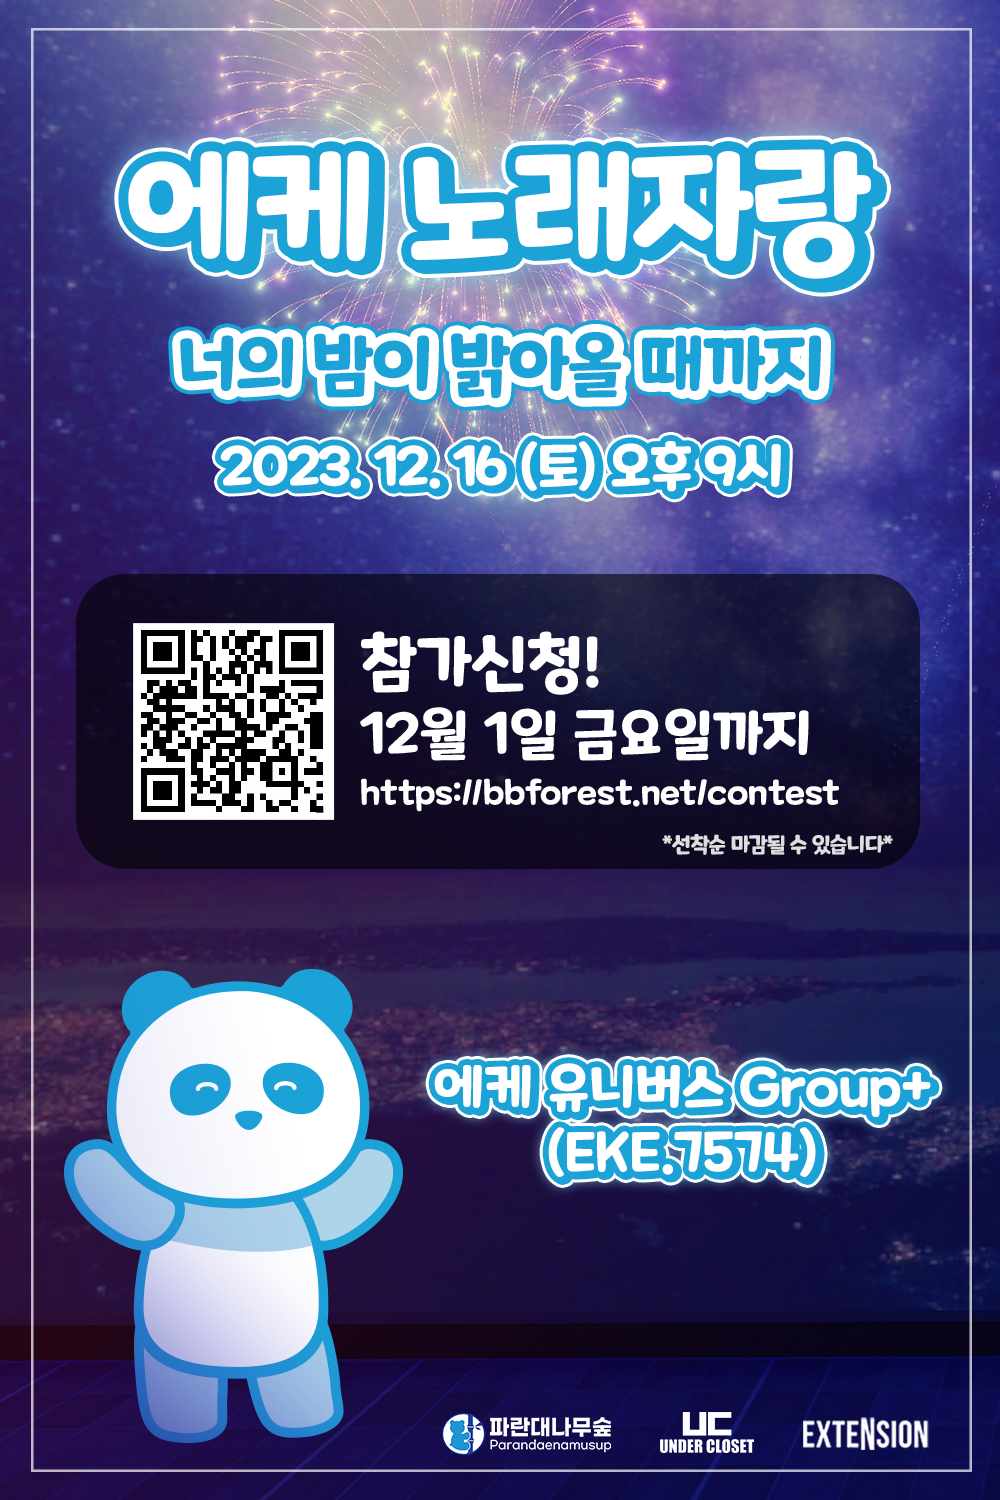 에케 노래자랑
너의 밤이 밝아올 때까지
2023. 12. 16 (토) 오후 9시
참가신청!
12월 1일 금요일까지
https://bbforest.net/contest
*선착순 마감될 수 있습니다*
에케 유니버스 Group+
(EKE.7574)
파란대나무숲
Parandaenamusup
UC
UNDER CLOSET
EXTENSION